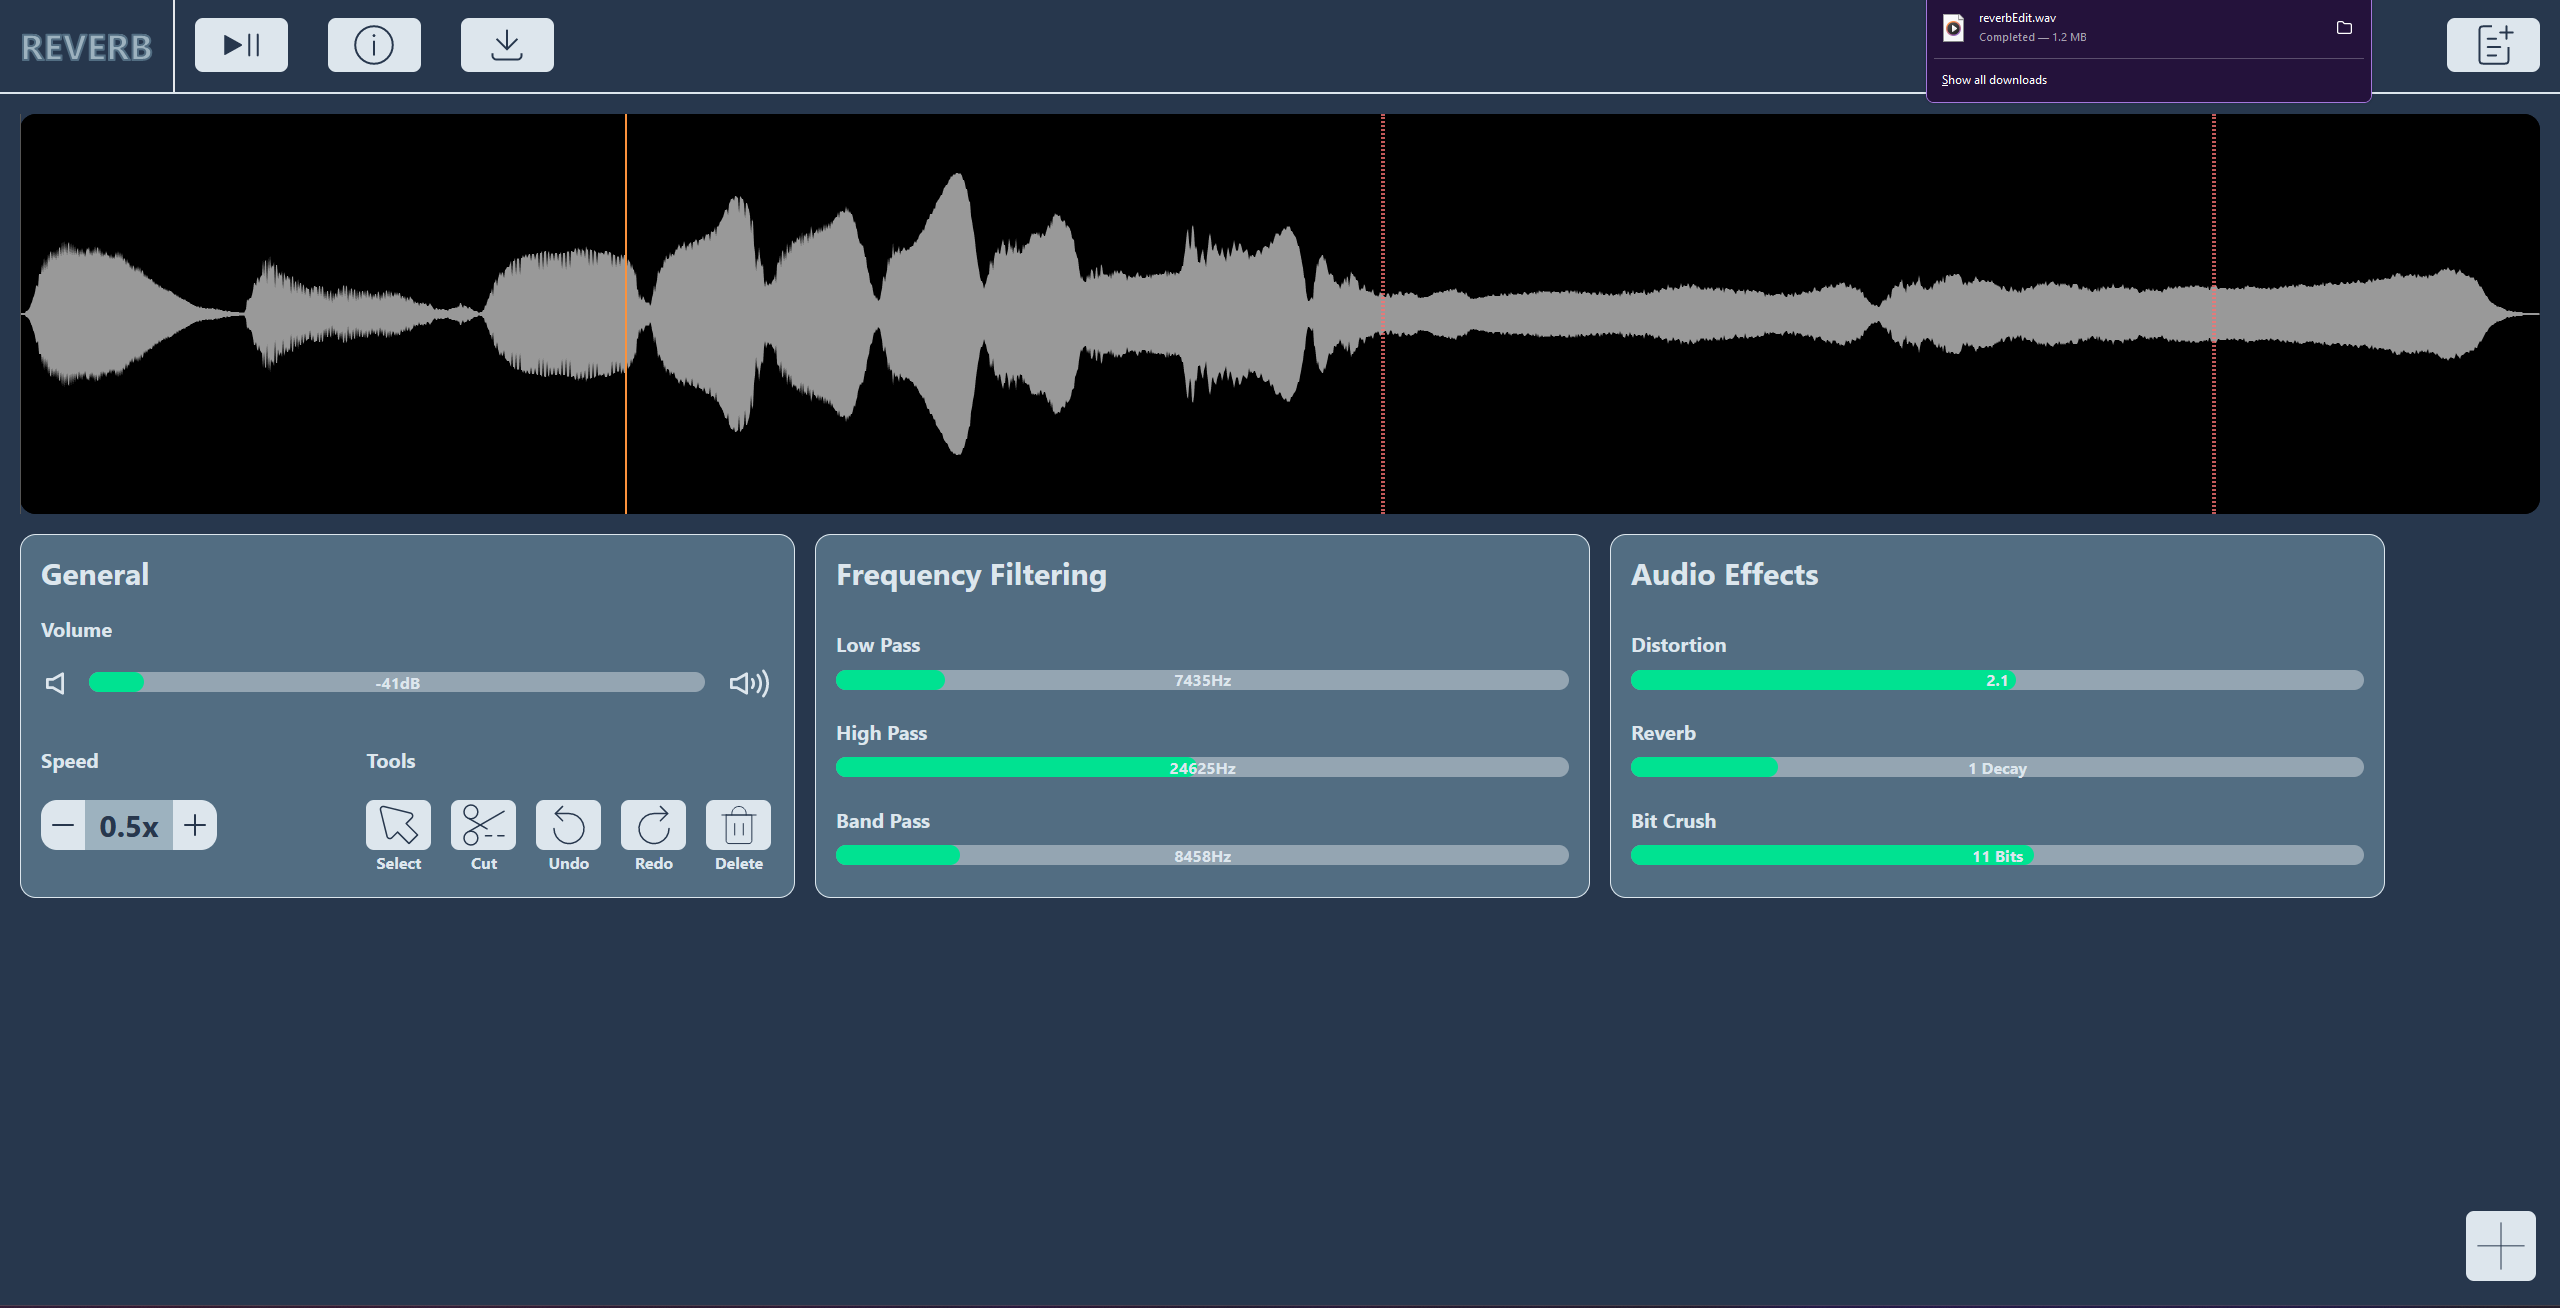 REVERB
reverbEdit.wav
Completed — 1.2 MB
Show all downloads
General
Volume
-41dB
Speed
0.5x
Tools
Select
Cut
Undo
Redo
Delete
Frequency Filtering
Low Pass
7435Hz
High Pass
24625Hz
Band Pass
8458Hz
Audio Effects
Distortion
2.1
Reverb
1 Decay
Bit Crush
11 Bits